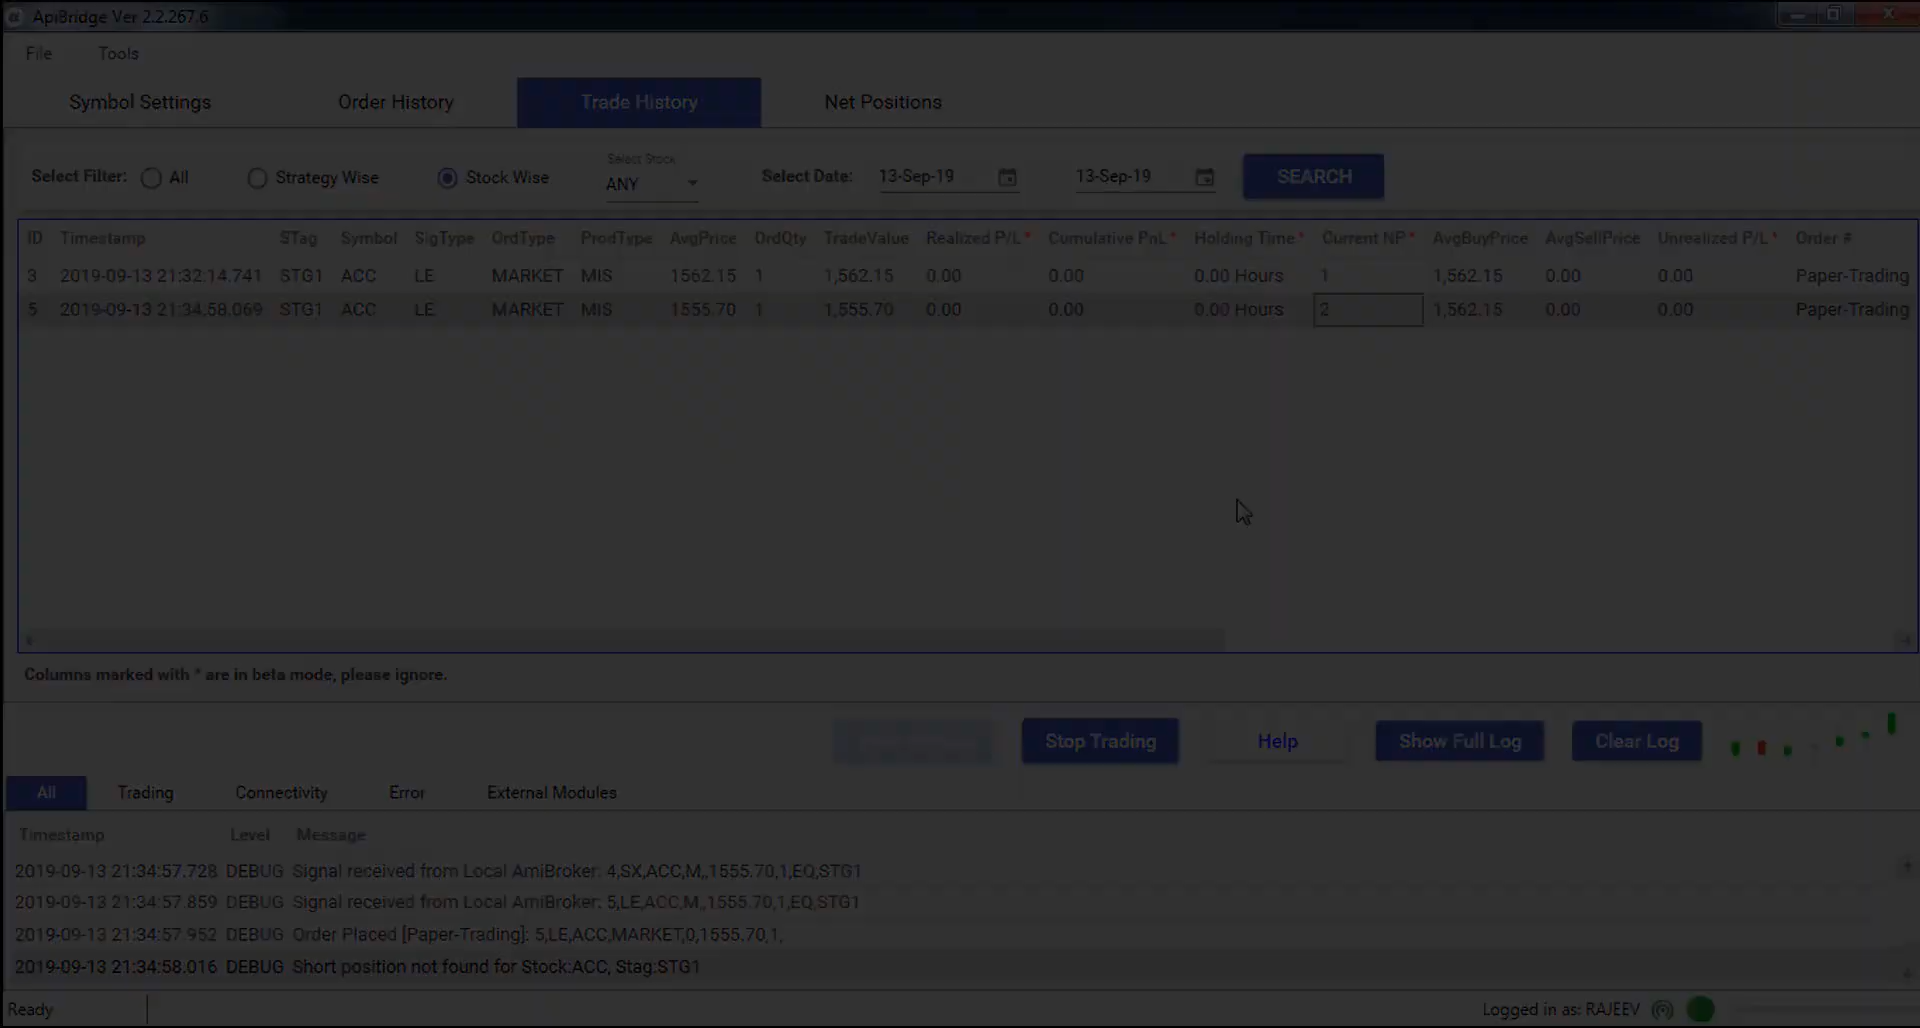 ApiBridge Ver 2.2.267.6
File Tools
Symbol Settings Order History Trade History Net Positions
Select Stock
Select Filter: All Strategy Wise Stock Wise ANY Select Date: 13-Sep-19 13-Sep-19 SEARCH
ID Timestamp STag Symbol SigType OrdType ProdType AvgPrice OrdQty TradeValue Realized P/L* Cumulative PnL* Holding Time* Current NP* AvgBuyPrice AvgSellPrice Unrealized P/L* Order #
3 2019-09-13 21:32:14.741 STG1 ACC LE MARKET MIS 1562.15 1 1,562.15 0.00 0.00 0.00 Hours 1 1,562.15 0.00 0.00 Paper-Trading
5 2019-09-13 21:34:58.069 STG1 ACC LE MARKET MIS 1555.70 1 1,555.70 0.00 0.00 0.00 Hours 2 1,562.15 0.00 0.00 Paper-Trading
Columns marked with * are in beta mode, please ignore.
Stop Trading Help Show Full Log Clear Log
All Trading Connectivity Error External Modules
Timestamp Level Message
2019-09-13 21:34:57.728 DEBUG Signal received from Local AmiBroker: 4,SX,ACC,M,,1555.70,1,EQ,STG1
2019-09-13 21:34:57.859 DEBUG Signal received from Local AmiBroker: 5,LE,ACC,M,,1555.70,1,EQ,STG1
2019-09-13 21:34:57.952 DEBUG Order Placed [Paper-Trading]: 5,LE,ACC,MARKET,0,1555.70,1,
2019-09-13 21:34:58.016 DEBUG Short position not found for Stock:ACC, Stag:STG1
Ready Logged in as: RAJEEV